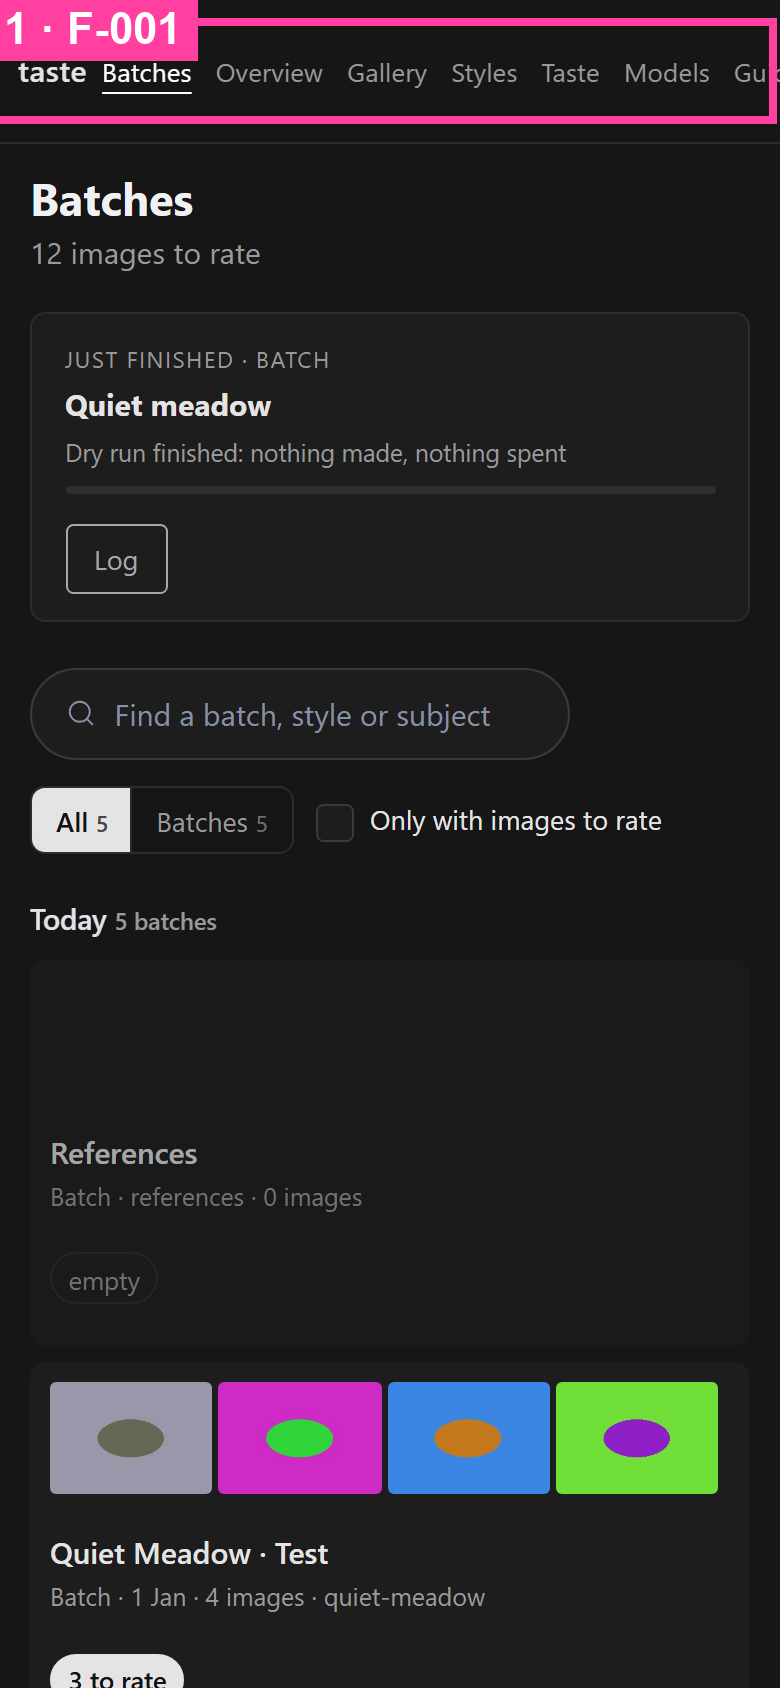 1 · F-001
taste Batches Overview Gallery Styles Taste Models
Batches
12 images to rate
JUST FINISHED · BATCH
Quiet meadow
Dry run finished: nothing made, nothing spent
Log
Find a batch, style or subject
All 5 Batches 5 Only with images to rate
Today 5 batches
References
Batch · references · 0 images
empty
Quiet Meadow · Test
Batch · 1 Jan · 4 images · quiet-meadow
3 to rate